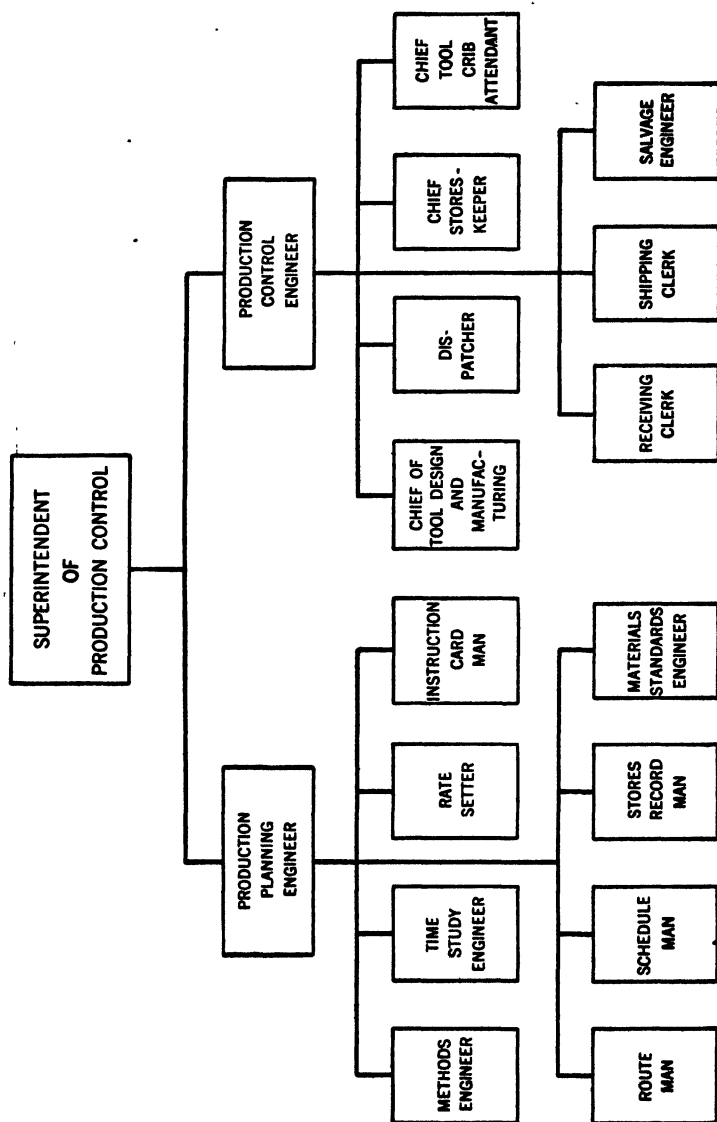 SUPERINTENDENT
OF
PRODUCTION CONTROL
PRODUCTION
PLANNING
ENGINEER
PRODUCTION
CONTROL
ENGINEER
METHODS
ENGINEER
TIME
STUDY
ENGINEER
RATE
SETTER
INSTRUCTION
CARD
MAN
CHIEF OF
TOOL DESIGN
AND
MANUFAC-
TURING
DIS-
PATCHER
CHIEF
STORES-
KEEPER
CHIEF
TOOL
CRIB
ATTENDANT
ROUTE
MAN
SCHEDULE
MAN
STORES
RECORD
MAN
MATERIALS
STANDARDS
ENGINEER
RECEIVING
CLERK
SHIPPING
CLERK
SALVAGE
ENGINEER